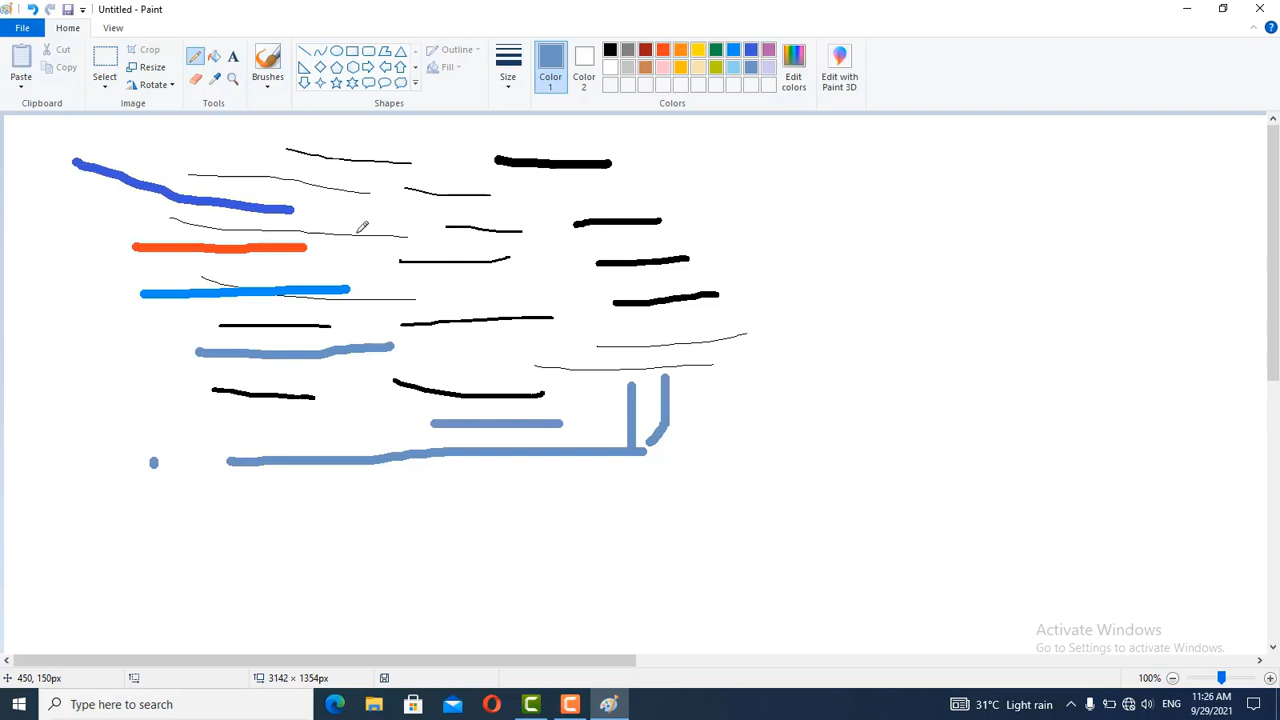 Untitled - Paint
File Home View
Paste
Cut
Copy
Clipboard
Select
Crop
Resize
Rotate
Image
Tools
Brushes
Outline
Fill
Shapes
Size
Color 1
Color 2
Edit colors
Edit with Paint 3D
Colors
Activate Windows
Go to Settings to activate Windows.
450, 150px
3142 × 1354px
100%
Type here to search
31°C Light rain
ENG
11:26 AM
9/29/2021